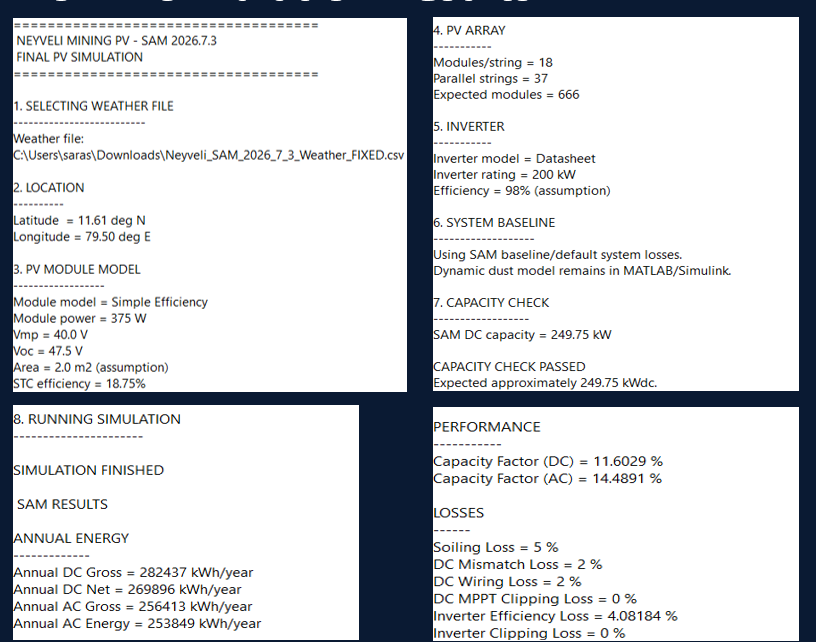 ====================================
NEYVELI MINING PV - SAM 2026.7.3
FINAL PV SIMULATION
====================================
1. SELECTING WEATHER FILE
--------------------------
Weather file:
C:\Users\saras\Downloads\Neyveli_SAM_2026_7_3_Weather_FIXED.csv
2. LOCATION
----------
Latitude = 11.61 deg N
Longitude = 79.50 deg E
3. PV MODULE MODEL
------------------
Module model = Simple Efficiency
Module power = 375 W
Vmp = 40.0 V
Voc = 47.5 V
Area = 2.0 m2 (assumption)
STC efficiency = 18.75%
4. PV ARRAY
-----------
Modules/string = 18
Parallel strings = 37
Expected modules = 666
5. INVERTER
-----------
Inverter model = Datasheet
Inverter rating = 200 kW
Efficiency = 98% (assumption)
6. SYSTEM BASELINE
------------------
Using SAM baseline/default system losses.
Dynamic dust model remains in MATLAB/Simulink.
7. CAPACITY CHECK
-----------------
SAM DC capacity = 249.75 kW
CAPACITY CHECK PASSED
Expected approximately 249.75 kWdc.
8. RUNNING SIMULATION
----------------------
SIMULATION FINISHED
SAM RESULTS
ANNUAL ENERGY
-------------
Annual DC Gross = 282437 kWh/year
Annual DC Net = 269896 kWh/year
Annual AC Gross = 256413 kWh/year
Annual AC Energy = 253849 kWh/year
PERFORMANCE
-----------
Capacity Factor (DC) = 11.6029 %
Capacity Factor (AC) = 14.4891 %
LOSSES
------
Soiling Loss = 5 %
DC Mismatch Loss = 2 %
DC Wiring Loss = 2 %
DC MPPT Clipping Loss = 0 %
Inverter Efficiency Loss = 4.08184 %
Inverter Clipping Loss = 0 %